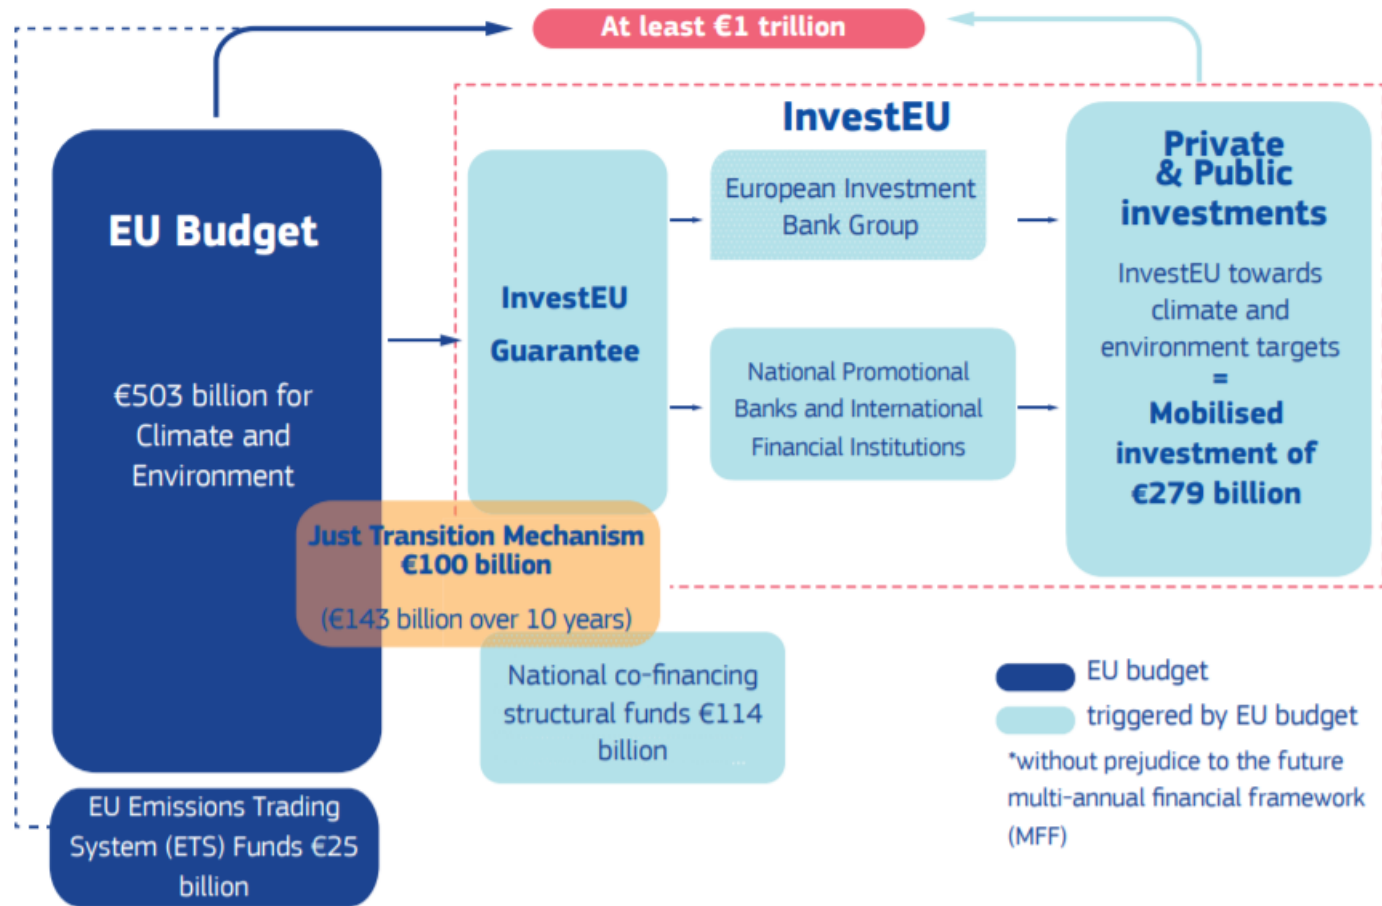 At least €1 trillion
EU Budget
€503 billion for
Climate and
Environment
InvestEU
InvestEU
Guarantee
European Investment
Bank Group
National Promotional
Banks and International
Financial Institutions
Private
& Public
investments
InvestEU towards
climate and
environment targets
=
Mobilised
investment of
€279 billion
Just Transition Mechanism
€100 billion
(€143 billion over 10 years)
National co-financing
structural funds €114
billion
...
EU Emissions Trading
System (ETS) Funds €25
billion
EU budget
triggered by EU budget
*without prejudice to the future
multi-annual financial framework
(MFF)